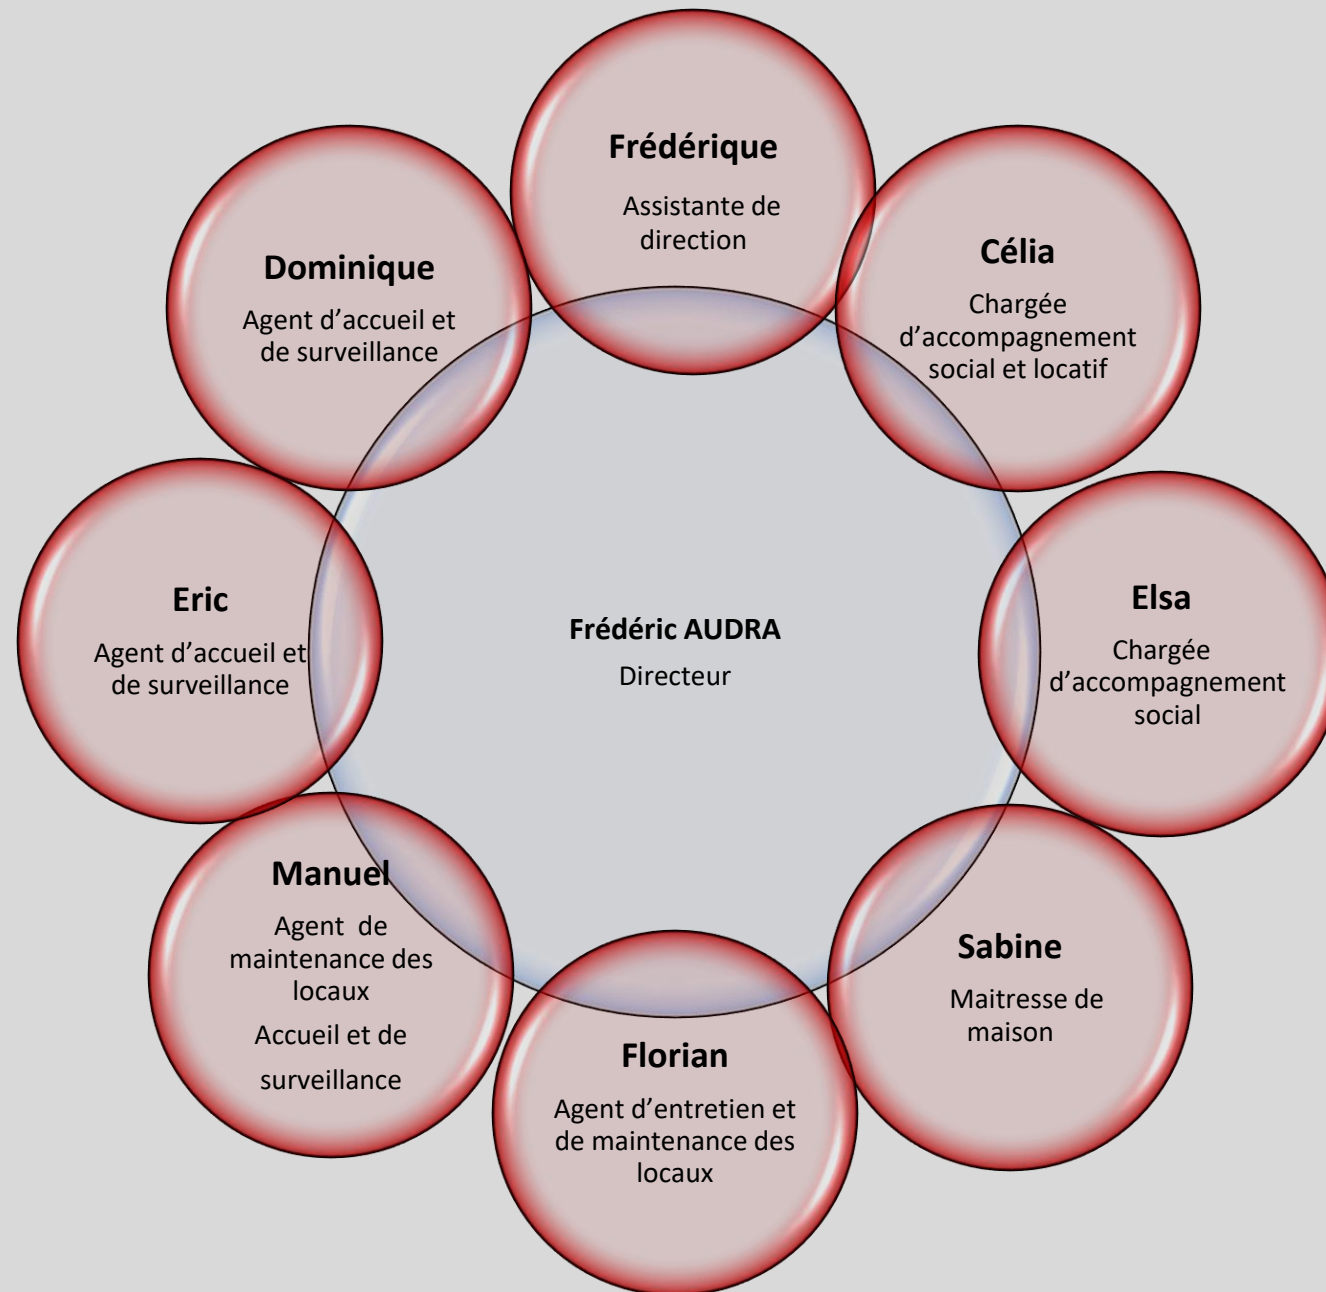 Frédérique
Assistante de
direction
Célia
Chargée
d’accompagnement
social et locatif
Elsa
Chargée
d’accompagnement
social
Sabine
Maitresse de
maison
Florian
Agent d’entretien et
de maintenance des
locaux
Manuel
Agent  de
maintenance des
locaux
Accueil et de
surveillance
Eric
Agent d’accueil et
de surveillance
Dominique
Agent d’accueil et
de surveillance
Frédéric AUDRA
Directeur